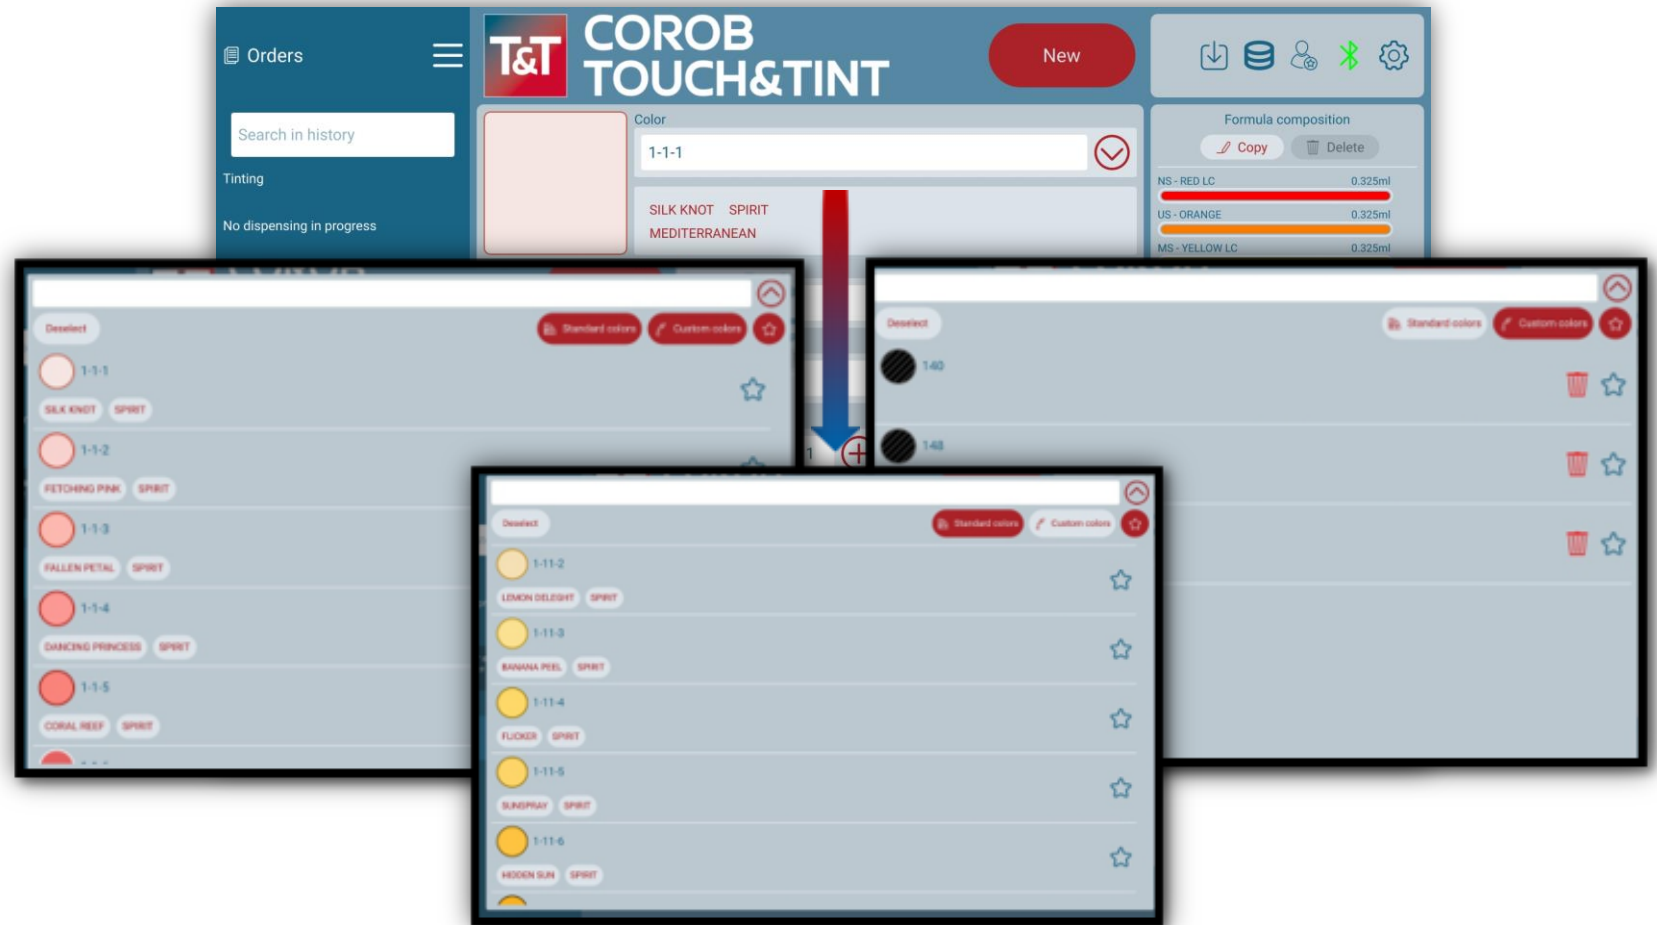 Orders
T&T
COROB
TOUCH&TINT
New
Search in history
Tinting
No dispensing in progress
Color
1-1-1
SILK KNOT SPIRIT
MEDITERRANEAN
Formula composition
Copy Delete
NS - RED LC 0.325ml
US - ORANGE 0.325ml
MS - YELLOW LC 0.325ml
1
Deselect Standard colors Custom colors
1-1-1
SILK KNOT SPIRIT
1-1-2
FETCHING PINK SPIRIT
1-1-3
FALLEN PETAL SPIRIT
1-1-4
DANCING PRINCESS SPIRIT
1-1-5
CORAL REEF SPIRIT
Deselect Standard colors Custom colors
1-11-2
LEMON DELEGHT SPIRIT
1-11-3
BANANA PEEL SPIRIT
1-11-4
FLICKER SPIRIT
1-11-5
SUNSPRAY SPIRIT
1-11-6
HIDDEN SUN SPIRIT
Deselect Standard colors Custom colors
140
148